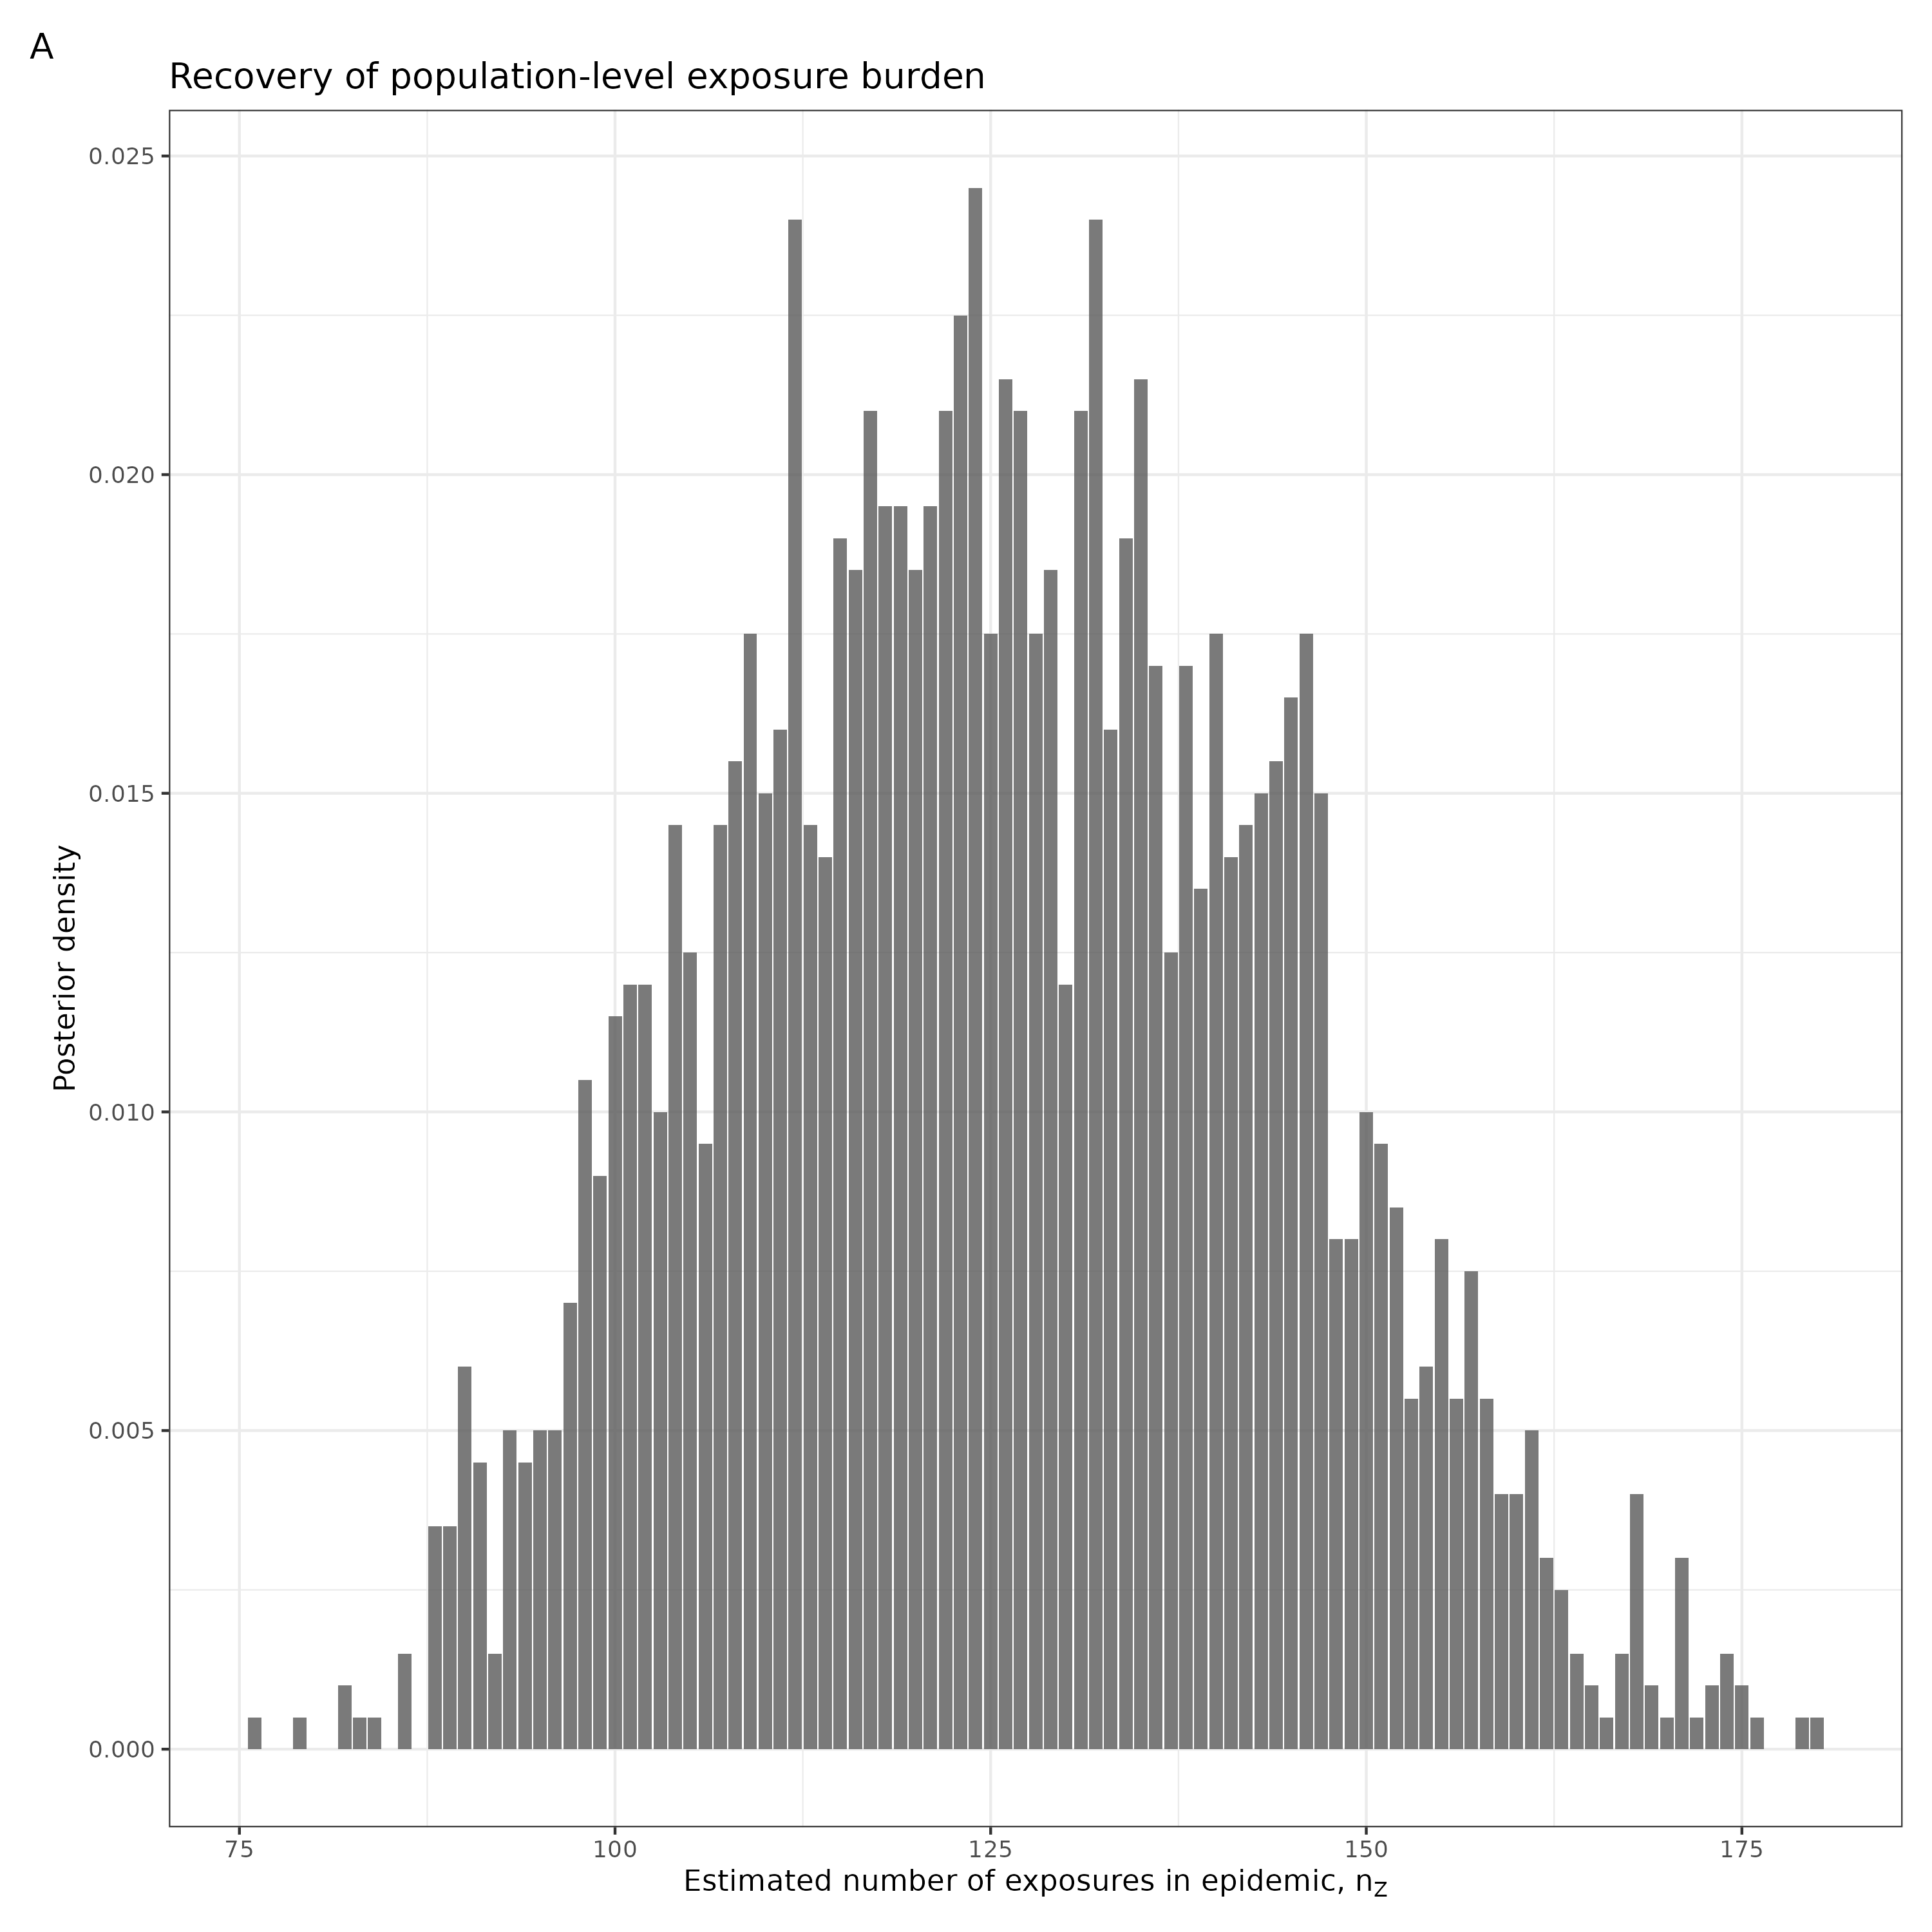 A
Recovery of population-level exposure burden
0.025
0.020
0.015
0.010
0.005
0.000
Posterior density
75 100 125 150 175
Estimated number of exposures in epidemic, nZ